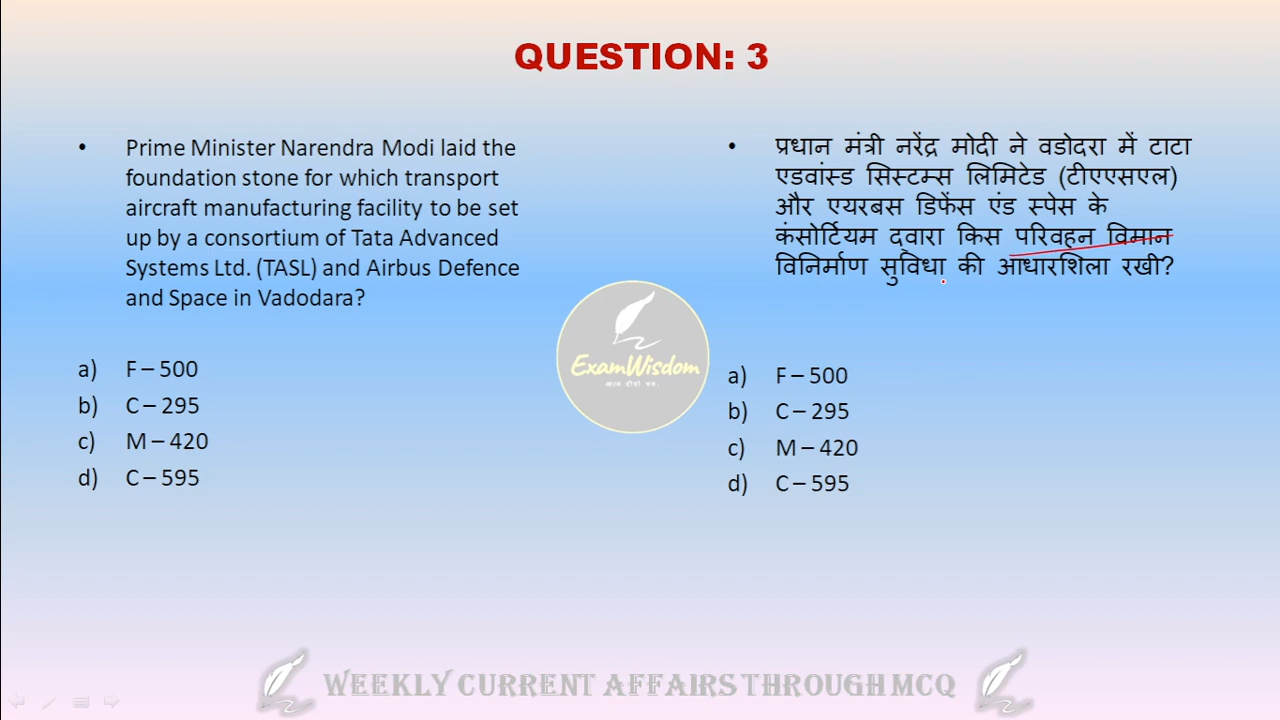 QUESTION: 3
• Prime Minister Narendra Modi laid the
foundation stone for which transport
aircraft manufacturing facility to be set
up by a consortium of Tata Advanced
Systems Ltd. (TASL) and Airbus Defence
and Space in Vadodara?
a) F – 500
b) C – 295
c) M – 420
d) C – 595
• प्रधान मंत्री नरेंद्र मोदी ने वडोदरा में टाटा
एडवांस्ड सिस्टम्स लिमिटेड (टीएएसएल)
और एयरबस डिफेंस एंड स्पेस के
कंसोर्टियम द्वारा किस परिवहन विमान
विनिर्माण सुविधा की आधारशिला रखी?
a) F – 500
b) C – 295
c) M – 420
d) C – 595
ExamWisdom
WEEKLY CURRENT AFFAIRS THROUGH MCQ